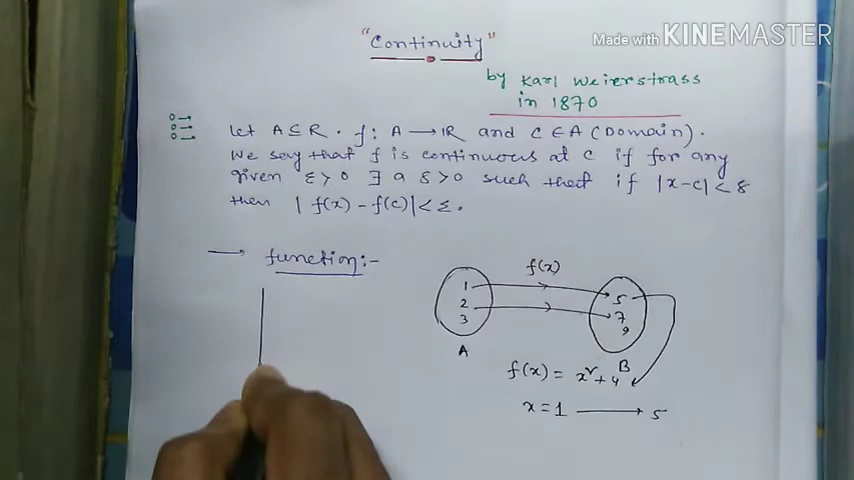 "Continuity"
Made with KINEMASTER
by Karl Weierstrass
in 1870
Let A ⊆ R . f : A → IR and C ∈ A (Domain).
We say that f is continuous at c if for any
given ε > 0 ∃ a δ > 0 such that if |x-c| < δ
then | f(x) - f(c)| < ε.
→ function:-
f(x)
1 5
2 7
3 9
A B
f(x) = x² + 4
x = 1 → 5